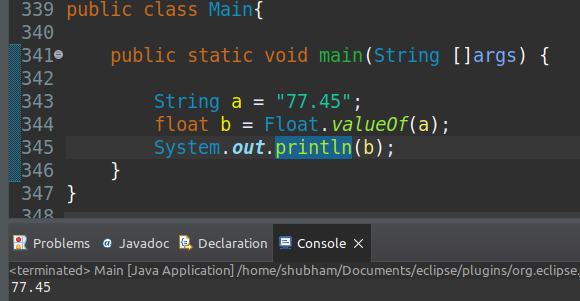 339 public class Main{
340
341 public static void main(String []args) {
342
343 String a = "77.45";
344 float b = Float.valueOf(a);
345 System.out.println(b);
346 }
347 }
348
Problems @ Javadoc Declaration Console
<terminated> Main [Java Application] /home/shubham/Documents/eclipse/plugins/org.eclipse.
77.45